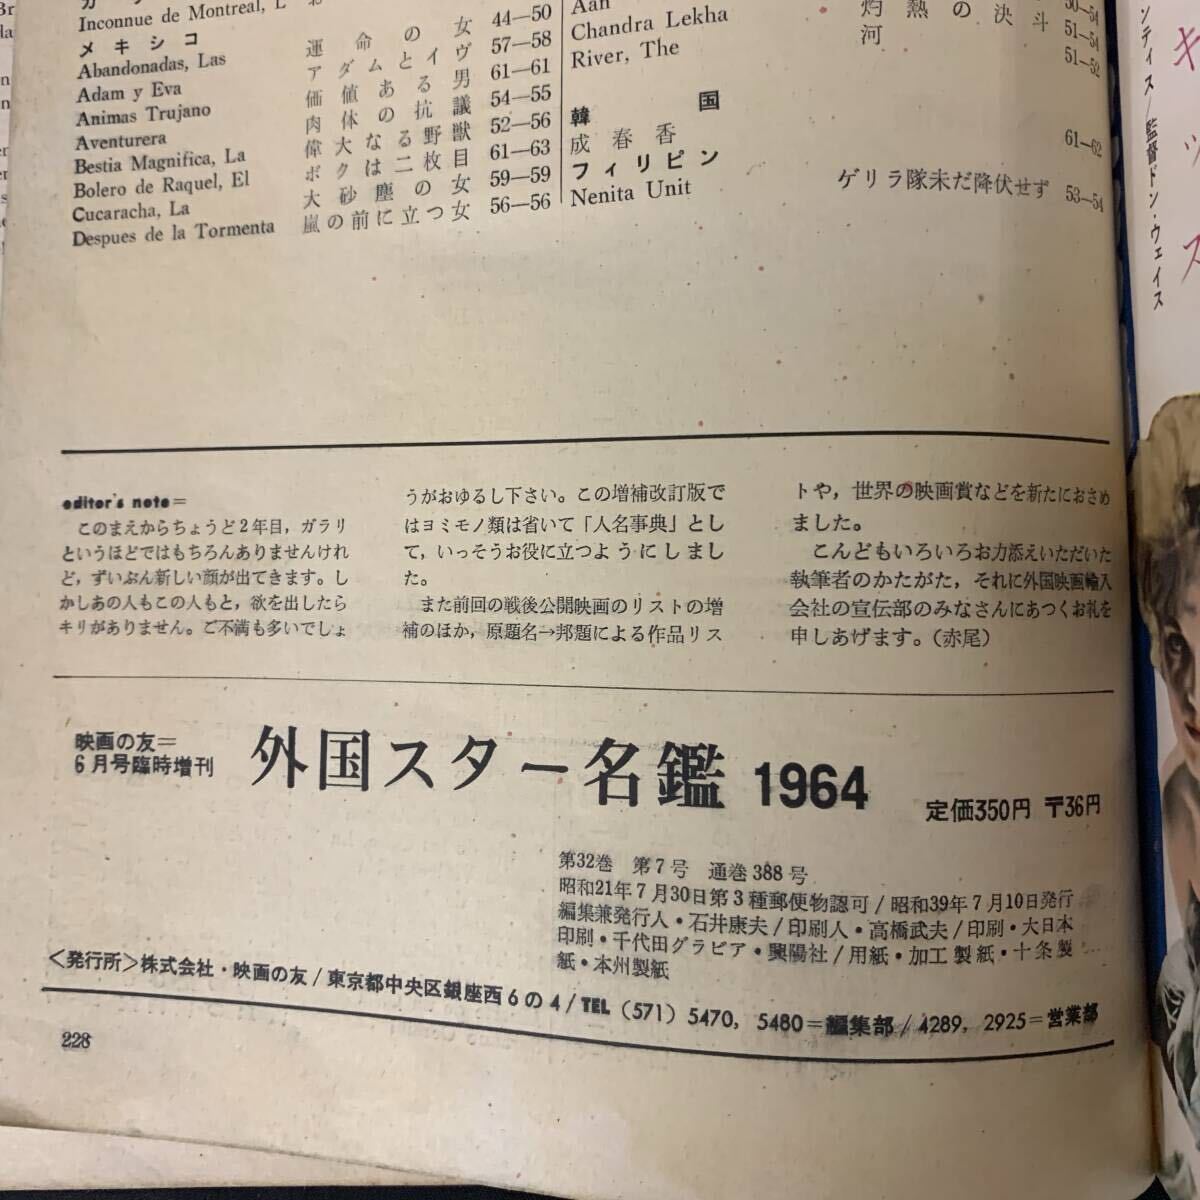 Inconnue de Montreal, L
メキシコ
Abandonadas, Las 運命の女 44—50
Adam y Eva アダムとイヴ 57—58
Animas Trujano 価値ある男 61—61
Aventurera 肉体の抗議 54—55
Bestia Magnifica, La 偉大なる野獣 52—56
Bolero de Raquel, El ボクは二枚目 61—63
Cucaracha, La 大砂塵の女 59—59
Despues de la Tormenta 嵐の前に立つ女 56—56
Aan 灼熱の決斗 50-54
Chandra Lekha 51-54
River, The 河 51-52
韓国
成春香 61-62
フィリピン
Nenita Unit ゲリラ隊未だ降伏せず 53-54
editor's note=
このまえからちょうど2年目，ガラリ
というほどではもちろんありませんけれ
ど，ずいぶん新しい顔が出てきます。し
かしあの人もこの人もと，欲を出したら
キリがありません。ご不満も多いでしょ
うがおゆるし下さい。この増補改訂版で
はヨミモノ類は省いて「人名事典」とし
て，いっそうお役に立つようにしまし
た。
また前回の戦後公開映画のリストの増
補のほか，原題名→邦題による作品リス
トや，世界の映画賞などを新たにおさめ
ました。
こんどもいろいろお力添えいただいた
執筆者のかたがた，それに外国映画輸入
会社の宣伝部のみなさんにあつくお礼を
申しあげます。（赤尾）
映画の友=
6月号臨時増刊
外国スター名鑑 1964
定価350円 〒36円
第32巻 第7号 通巻388号
昭和21年7月30日第3種郵便物認可/昭和39年7月10日発行
編集兼発行人・石井康夫/印刷人・高橋武夫/印刷・大日本
印刷・千代田グラビア・興陽社/用紙・加工製紙・十条製
紙・本州製紙
<発行所>株式会社・映画の友/東京都中央区銀座西6の4/TEL（571）5470，5480=編集部/4289，2925=営業部
228
ンティス/監督ドン・ウェイス
キッス